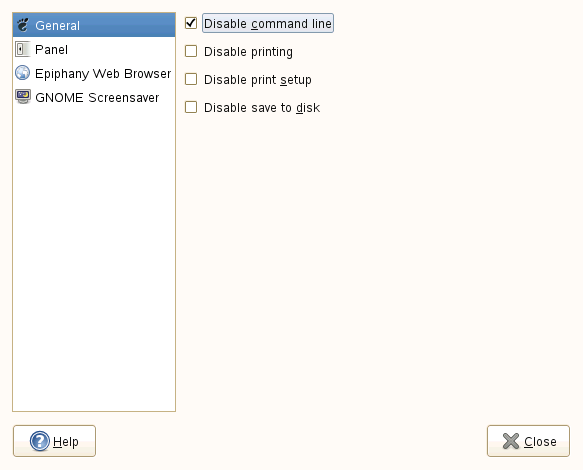 General
Panel
Epiphany Web Browser
GNOME Screensaver
Disable command line
Disable printing
Disable print setup
Disable save to disk
Help
Close